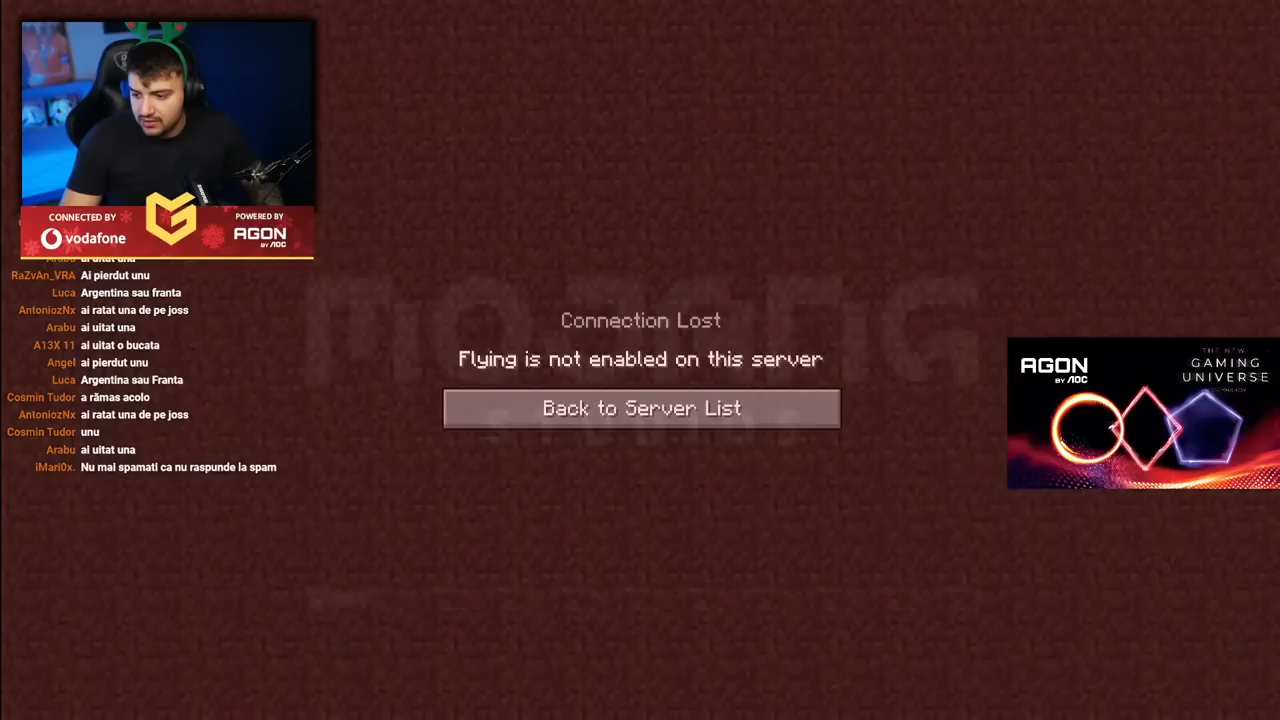 CONNECTED BY
vodafone
POWERED BY
AGON
BY AOC
Arabu ai uitat una
RaZvAn_VRA Ai pierdut unu
Luca Argentina sau franta
AntoniozNx ai ratat una de pe joss
Arabu ai uitat una
A13X 11 ai uitat o bucata
Angel ai pierdut unu
Luca Argentina sau Franta
Cosmin Tudor a rămas acolo
AntoniozNx ai ratat una de pe joss
Cosmin Tudor unu
Arabu ai uitat una
iMari0x. Nu mai spamati ca nu raspunde la spam
Connection Lost
Flying is not enabled on this server
Back to Server List
AGON
BY AOC
THE NEW
GAMING
UNIVERSE